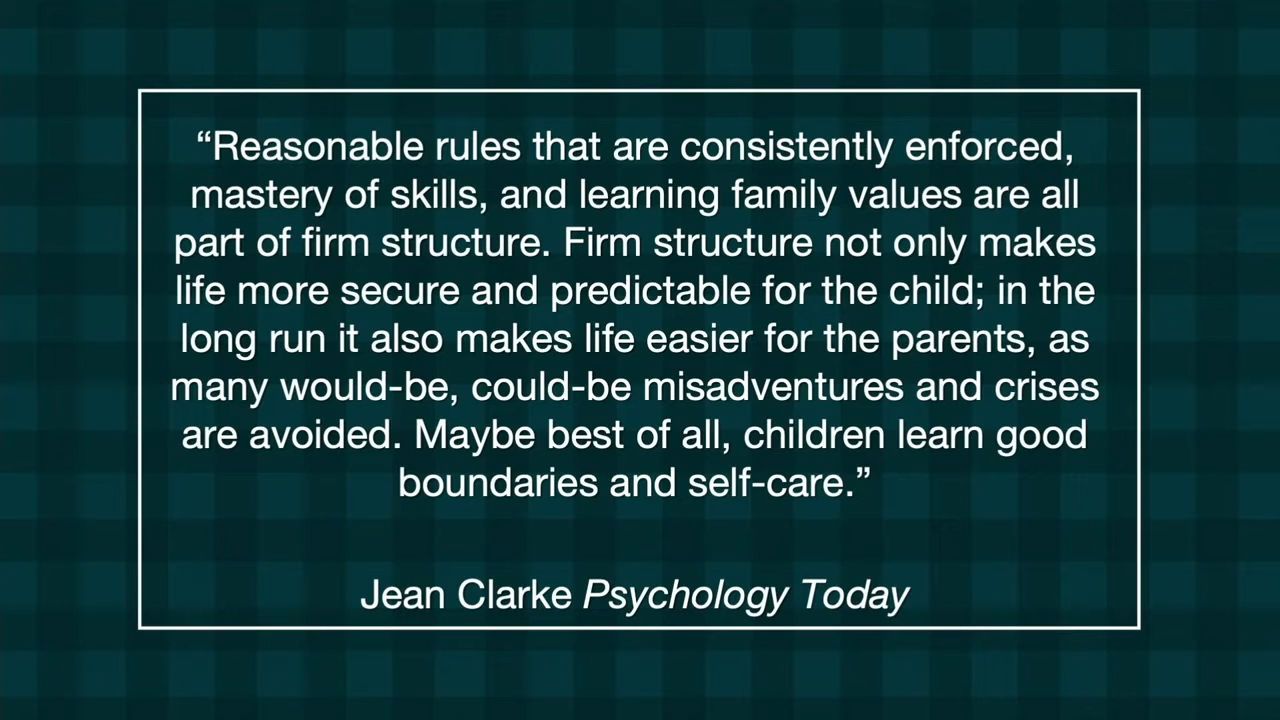 “Reasonable rules that are consistently enforced,
mastery of skills, and learning family values are all
part of firm structure. Firm structure not only makes
life more secure and predictable for the child; in the
long run it also makes life easier for the parents, as
many would-be, could-be misadventures and crises
are avoided. Maybe best of all, children learn good
boundaries and self-care.”
Jean Clarke Psychology Today